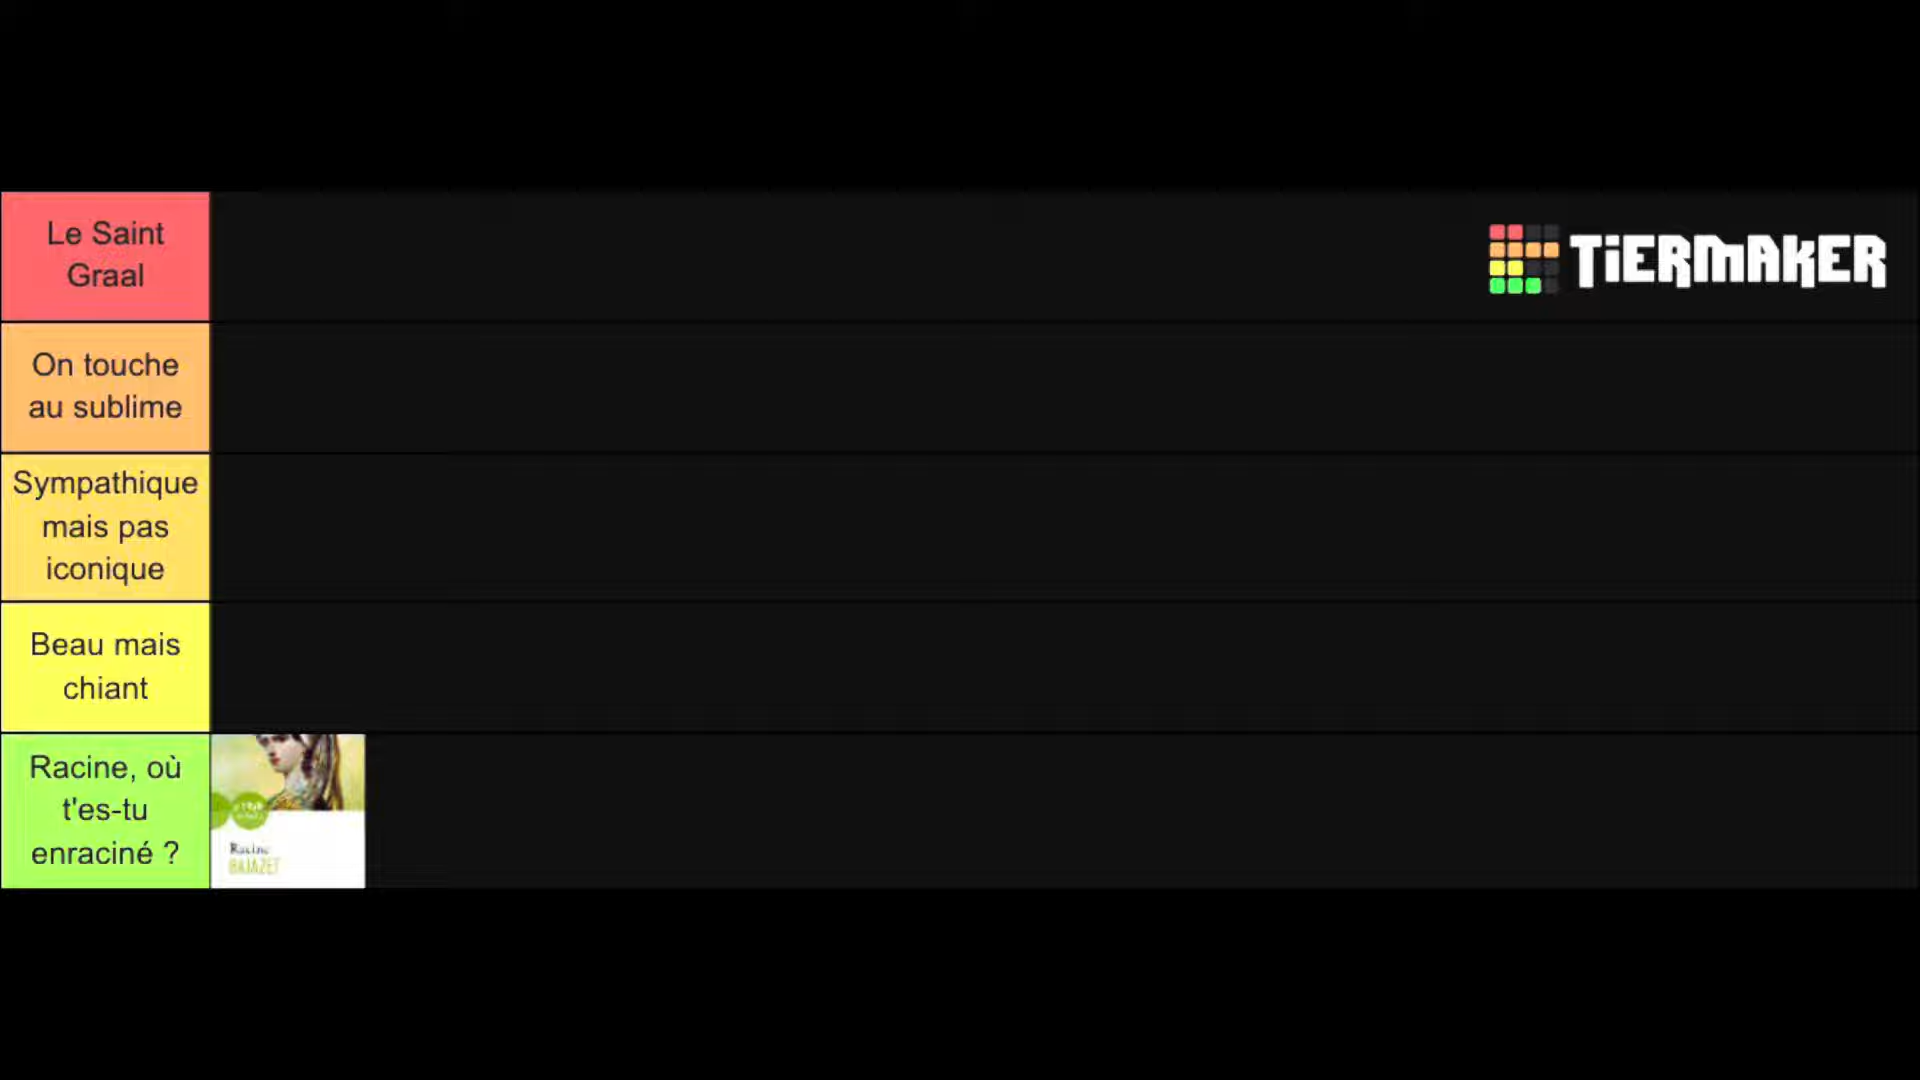 Le Saint
Graal
TiERMAKER
On touche
au sublime
Sympathique
mais pas
iconique
Beau mais
chiant
Racine, où
t'es-tu
enraciné ?
Racine
BAJAZET